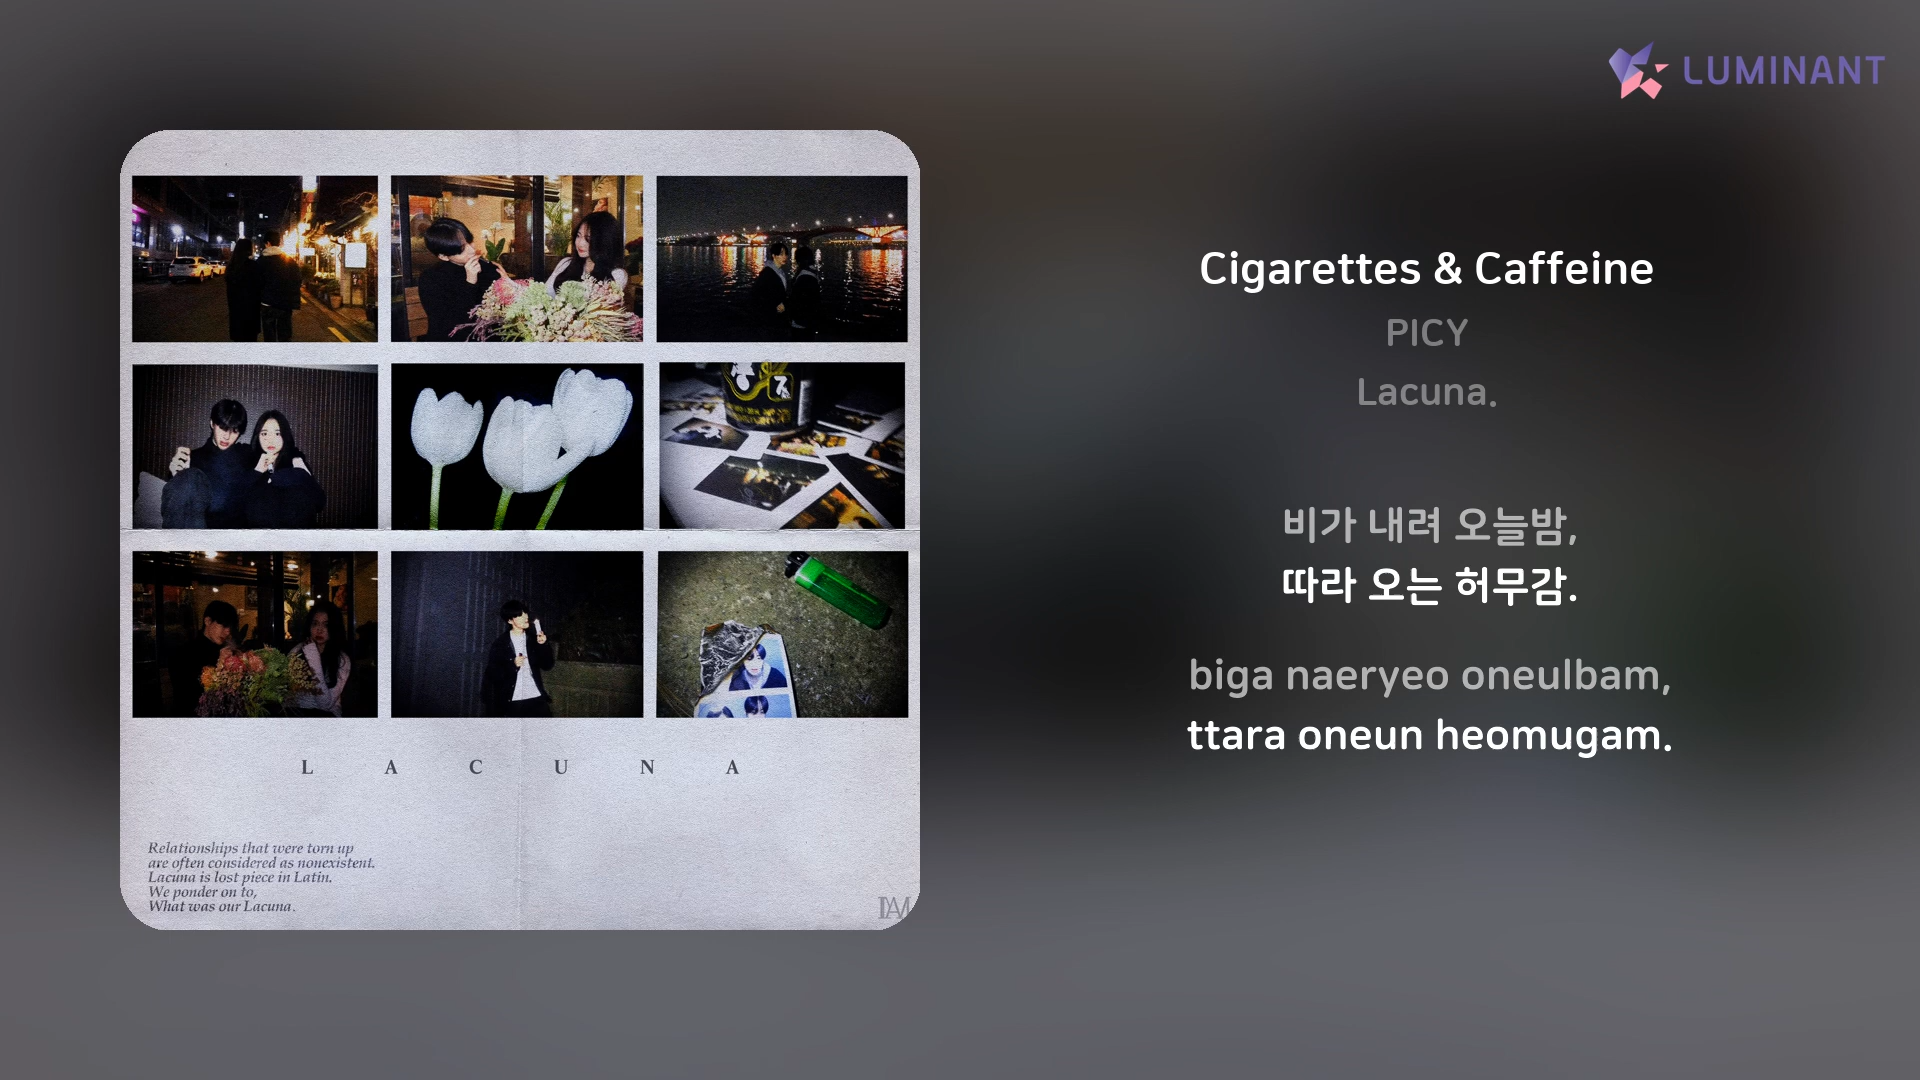 LUMINANT
Cigarettes & Caffeine
PICY
Lacuna.
비가 내려 오늘밤,
따라 오는 허무감.
biga naeryeo oneulbam,
ttara oneun heomugam.
L A C U N A
Relationships that were torn up
are often considered as nonexistent.
Lacuna is lost piece in Latin.
We ponder on to,
What was our Lacuna.